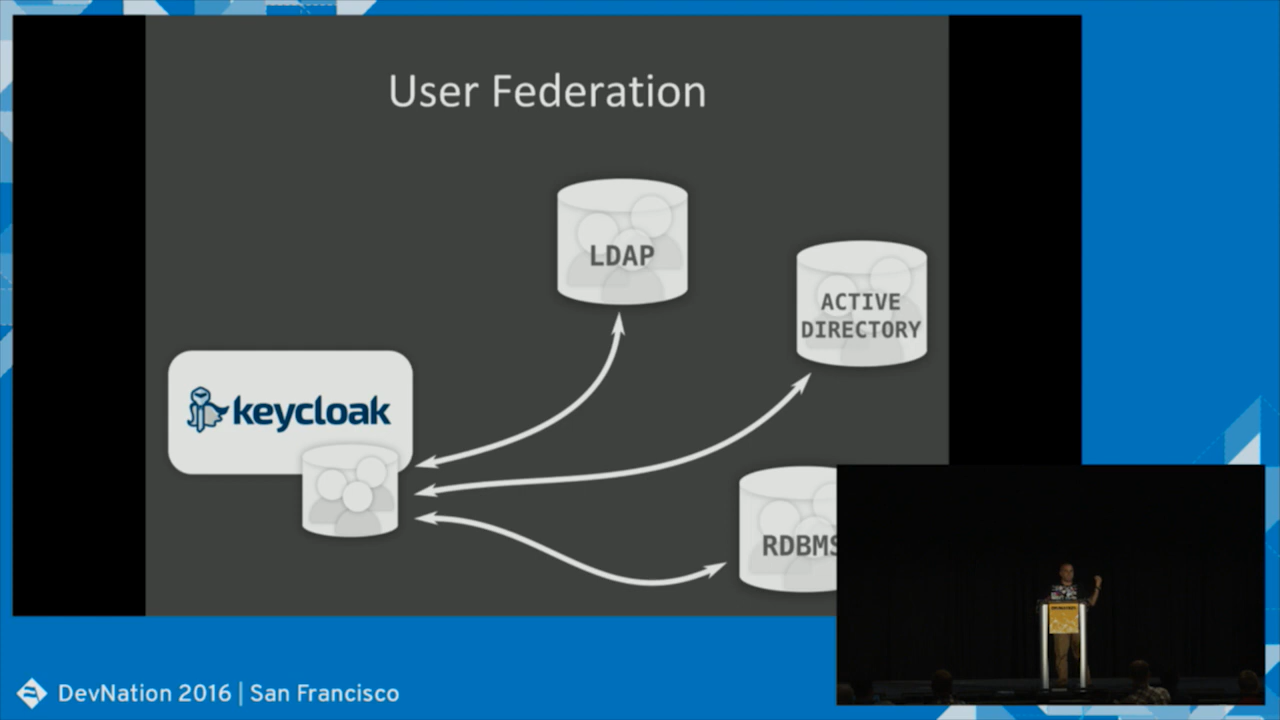 User Federation
LDAP
ACTIVE
DIRECTORY
keycloak
RDBMS
DevNation 2016 | San Francisco